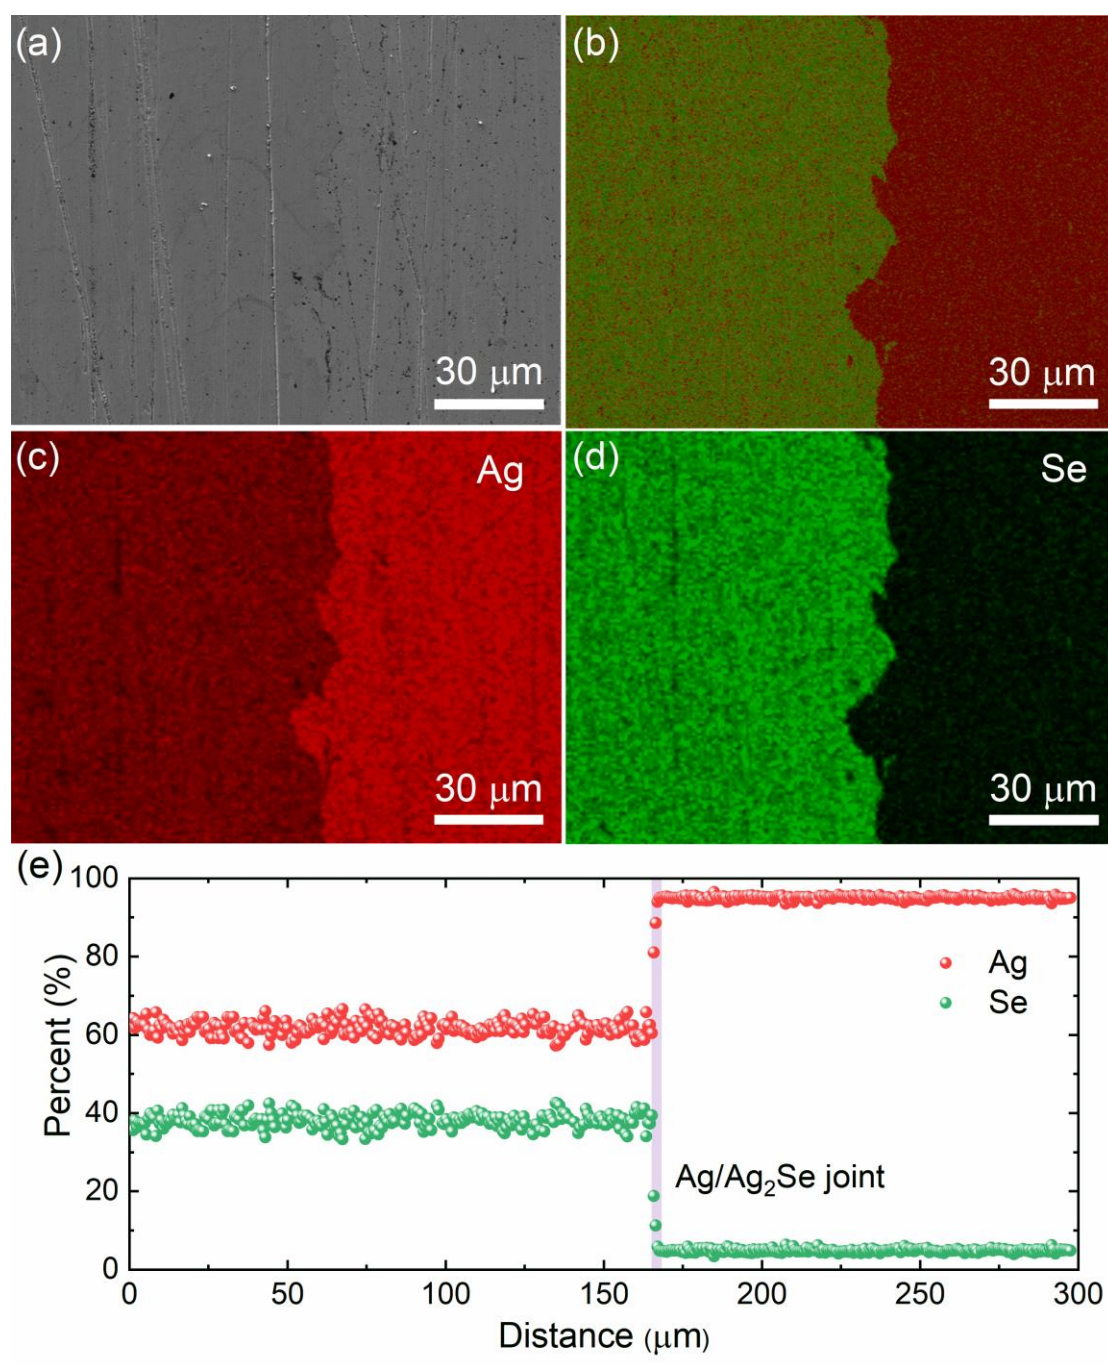 (a)
30 μm
(b)
30 μm
(c)
Ag
30 μm
(d)
Se
30 μm
(e)
100
80
60
40
20
0
Percent (%)
Ag
Se
Ag/Ag₂Se joint
0 50 100 150 200 250 300
Distance (μm)